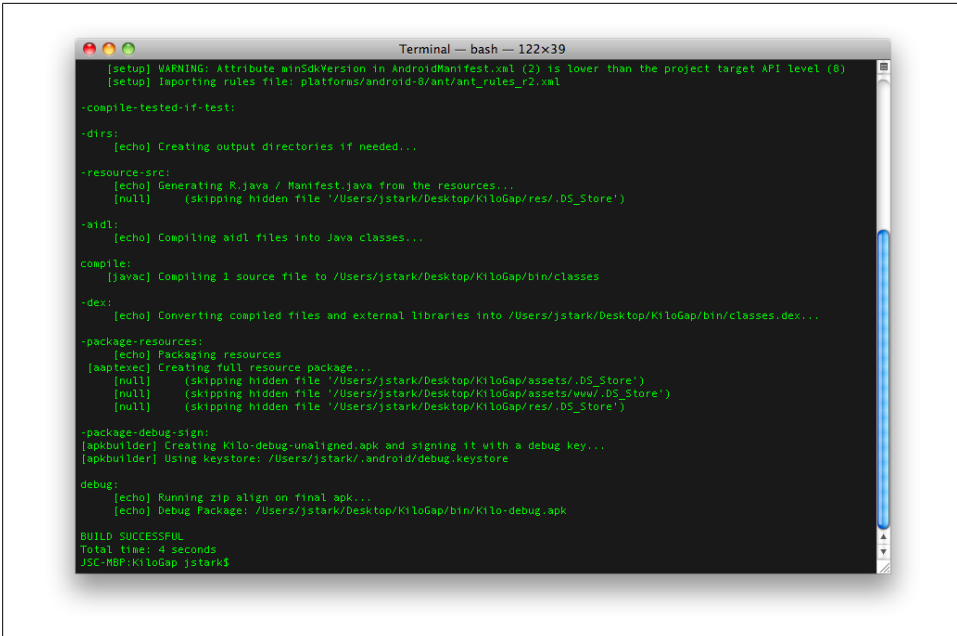 Terminal — bash — 122×39
[setup] WARNING: Attribute minSdkVersion in AndroidManifest.xml (2) is lower than the project target API level (8)
[setup] Importing rules file: platforms/android-8/ant/ant_rules_r2.xml
-compile-tested-if-test:
-dirs:
[echo] Creating output directories if needed...
-resource-src:
[echo] Generating R.java / Manifest.java from the resources...
[null] (skipping hidden file '/Users/jstark/Desktop/KiloGap/res/.DS_Store')
-aidl:
[echo] Compiling aidl files into Java classes...
compile:
[javac] Compiling 1 source file to /Users/jstark/Desktop/KiloGap/bin/classes
-dex:
[echo] Converting compiled files and external libraries into /Users/jstark/Desktop/KiloGap/bin/classes.dex...
-package-resources:
[echo] Packaging resources
[aaptexec] Creating full resource package...
[null] (skipping hidden file '/Users/jstark/Desktop/KiloGap/assets/.DS_Store')
[null] (skipping hidden file '/Users/jstark/Desktop/KiloGap/assets/www/.DS_Store')
[null] (skipping hidden file '/Users/jstark/Desktop/KiloGap/res/.DS_Store')
-package-debug-sign:
[apkbuilder] Creating Kilo-debug-unaligned.apk and signing it with a debug key...
[apkbuilder] Using keystore: /Users/jstark/.android/debug.keystore
debug:
[echo] Running zip align on final apk...
[echo] Debug Package: /Users/jstark/Desktop/KiloGap/bin/Kilo-debug.apk
BUILD SUCCESSFUL
Total time: 4 seconds
JSC-MBP:KiloGap jstark$